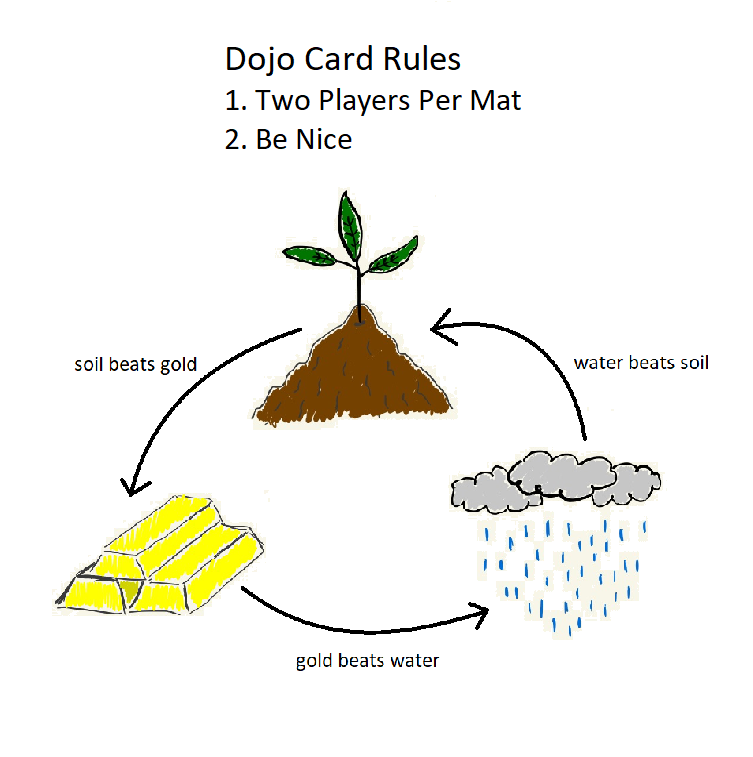 Dojo Card Rules
1. Two Players Per Mat
2. Be Nice
soil beats gold
water beats soil
gold beats water